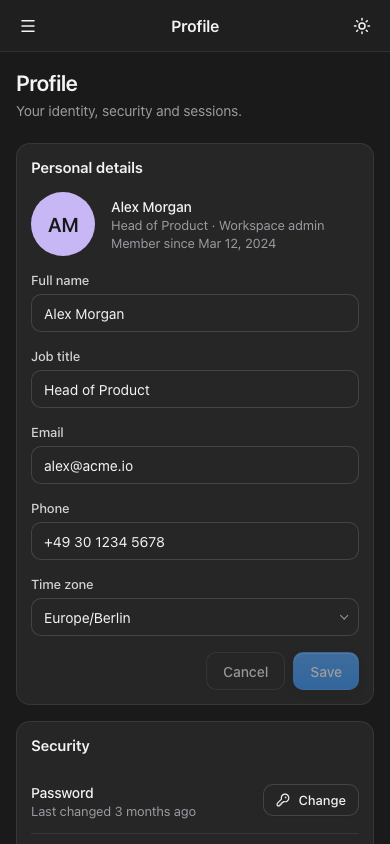 Profile
Profile
Your identity, security and sessions.
Personal details
AM
Alex Morgan
Head of Product · Workspace admin
Member since Mar 12, 2024
Full name
Alex Morgan
Job title
Head of Product
Email
alex@acme.io
Phone
+49 30 1234 5678
Time zone
Europe/Berlin
Cancel
Save
Security
Password
Last changed 3 months ago
Change